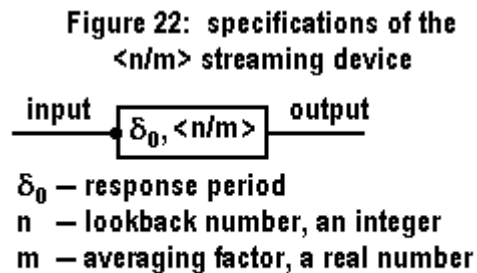 Figure 22: specifications of the
<n/m> streaming device
input
output
δ₀, <n/m>
δ₀ – response period
n – lookback number, an integer
m – averaging factor, a real number